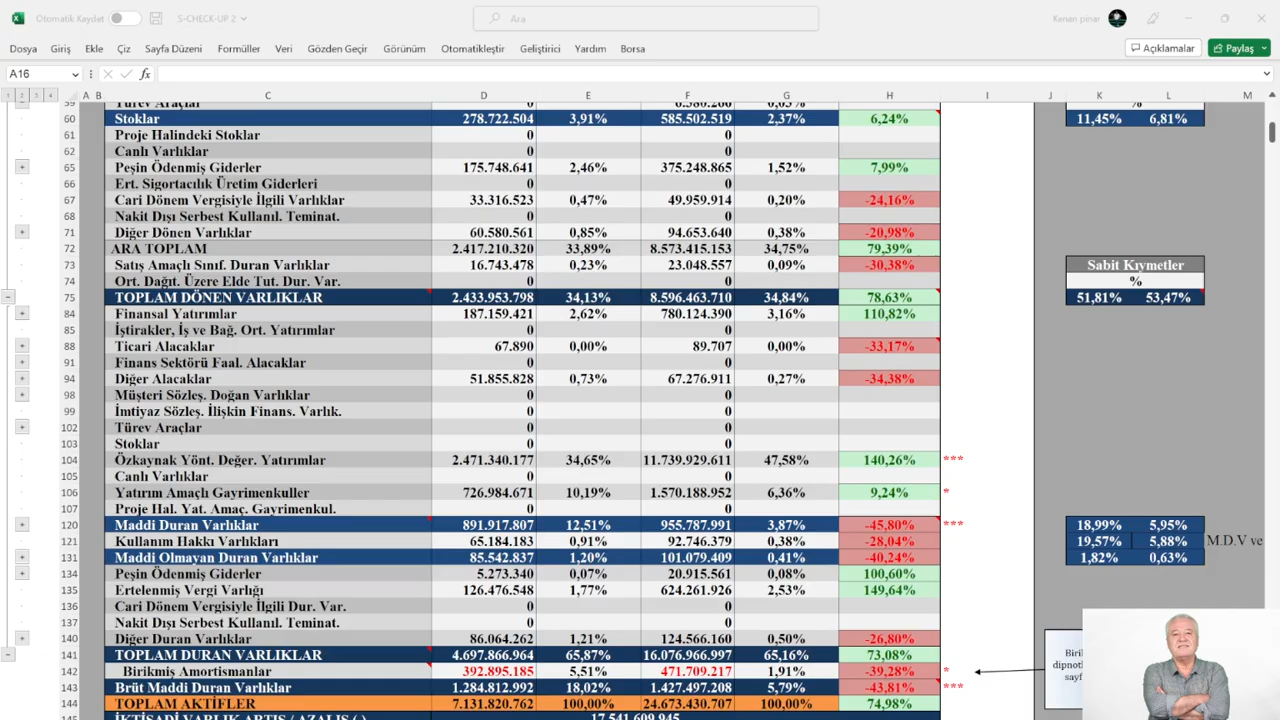 Otomatik Kaydet S-CHECK-UP 2 Ara Kenan pinar
Dosya Giriş Ekle Çiz Sayfa Düzeni Formüller Veri Gözden Geçir Görünüm Otomatikleştir Geliştirici Yardım Borsa Açıklamalar Paylaş
A16 fx
1 2 3 4 A B C D E F G H I J K L M
59 Türev Araçlar 0 6.580.260 0,03% %
60 Stoklar 278.722.504 3,91% 585.502.519 2,37% 6,24% 11,45% 6,81%
61 Proje Halindeki Stoklar 0 0
62 Canlı Varlıklar 0 0
65 Peşin Ödenmiş Giderler 175.748.641 2,46% 375.248.865 1,52% 7,99%
66 Ert. Sigortacılık Üretim Giderleri 0 0
67 Cari Dönem Vergisiyle İlgili Varlıklar 33.316.523 0,47% 49.959.914 0,20% -24,16%
68 Nakit Dışı Serbest Kullanıl. Teminat. 0 0
71 Diğer Dönen Varlıklar 60.580.561 0,85% 94.653.640 0,38% -20,98%
72 ARA TOPLAM 2.417.210.320 33,89% 8.573.415.153 34,75% 79,39%
73 Satış Amaçlı Sınıf. Duran Varlıklar 16.743.478 0,23% 23.048.557 0,09% -30,38% Sabit Kıymetler
74 Ort. Dağıt. Üzere Elde Tut. Dur. Var. 0 0 %
75 TOPLAM DÖNEN VARLIKLAR 2.433.953.798 34,13% 8.596.463.710 34,84% 78,63% 51,81% 53,47%
84 Finansal Yatırımlar 187.159.421 2,62% 780.124.390 3,16% 110,82%
85 İştirakler, İş ve Bağ. Ort. Yatırımlar 0 0
88 Ticari Alacaklar 67.890 0,00% 89.707 0,00% -33,17%
91 Finans Sektörü Faal. Alacaklar 0 0
94 Diğer Alacaklar 51.855.828 0,73% 67.276.911 0,27% -34,38%
98 Müşteri Sözleş. Doğan Varlıklar 0 0
99 İmtiyaz Sözleş. İlişkin Finans. Varlık. 0 0
102 Türev Araçlar 0 0
103 Stoklar 0 0
104 Özkaynak Yönt. Değer. Yatırımlar 2.471.340.177 34,65% 11.739.929.611 47,58% 140,26% ***
105 Canlı Varlıklar 0 0
106 Yatırım Amaçlı Gayrimenkuller 726.984.671 10,19% 1.570.188.952 6,36% 9,24% *
107 Proje Hal. Yat. Amaç. Gayrimenkul. 0 0
120 Maddi Duran Varlıklar 891.917.807 12,51% 955.787.991 3,87% -45,80% *** 18,99% 5,95%
121 Kullanım Hakkı Varlıkları 65.184.183 0,91% 92.746.379 0,38% -28,04% 19,57% 5,88% M.D.V ve
131 Maddi Olmayan Duran Varlıklar 85.542.837 1,20% 101.079.409 0,41% -40,24% 1,82% 0,63%
134 Peşin Ödenmiş Giderler 5.273.340 0,07% 20.915.561 0,08% 100,60%
135 Ertelenmiş Vergi Varlığı 126.476.548 1,77% 624.261.926 2,53% 149,64%
136 Cari Dönem Vergisiyle İlgili Dur. Var. 0 0
137 Nakit Dışı Serbest Kullanıl. Teminat. 0 0
140 Diğer Duran Varlıklar 86.064.262 1,21% 124.566.160 0,50% -26,80%
141 TOPLAM DURAN VARLIKLAR 4.697.866.964 65,87% 16.076.966.997 65,16% 73,08% Biri
142 Birikmiş Amortismanlar 392.895.185 5,51% 471.709.217 1,91% -39,28% * dipnotl
143 Brüt Maddi Duran Varlıklar 1.284.812.992 18,02% 1.427.497.208 5,79% -43,81% *** sayf
144 TOPLAM AKTİFLER 7.131.820.762 100,00% 24.673.430.707 100,00% 74,98%
145 İKTİSADİ VARLIK ARTIŞ / AZALIŞ (-) 17.541.609.945